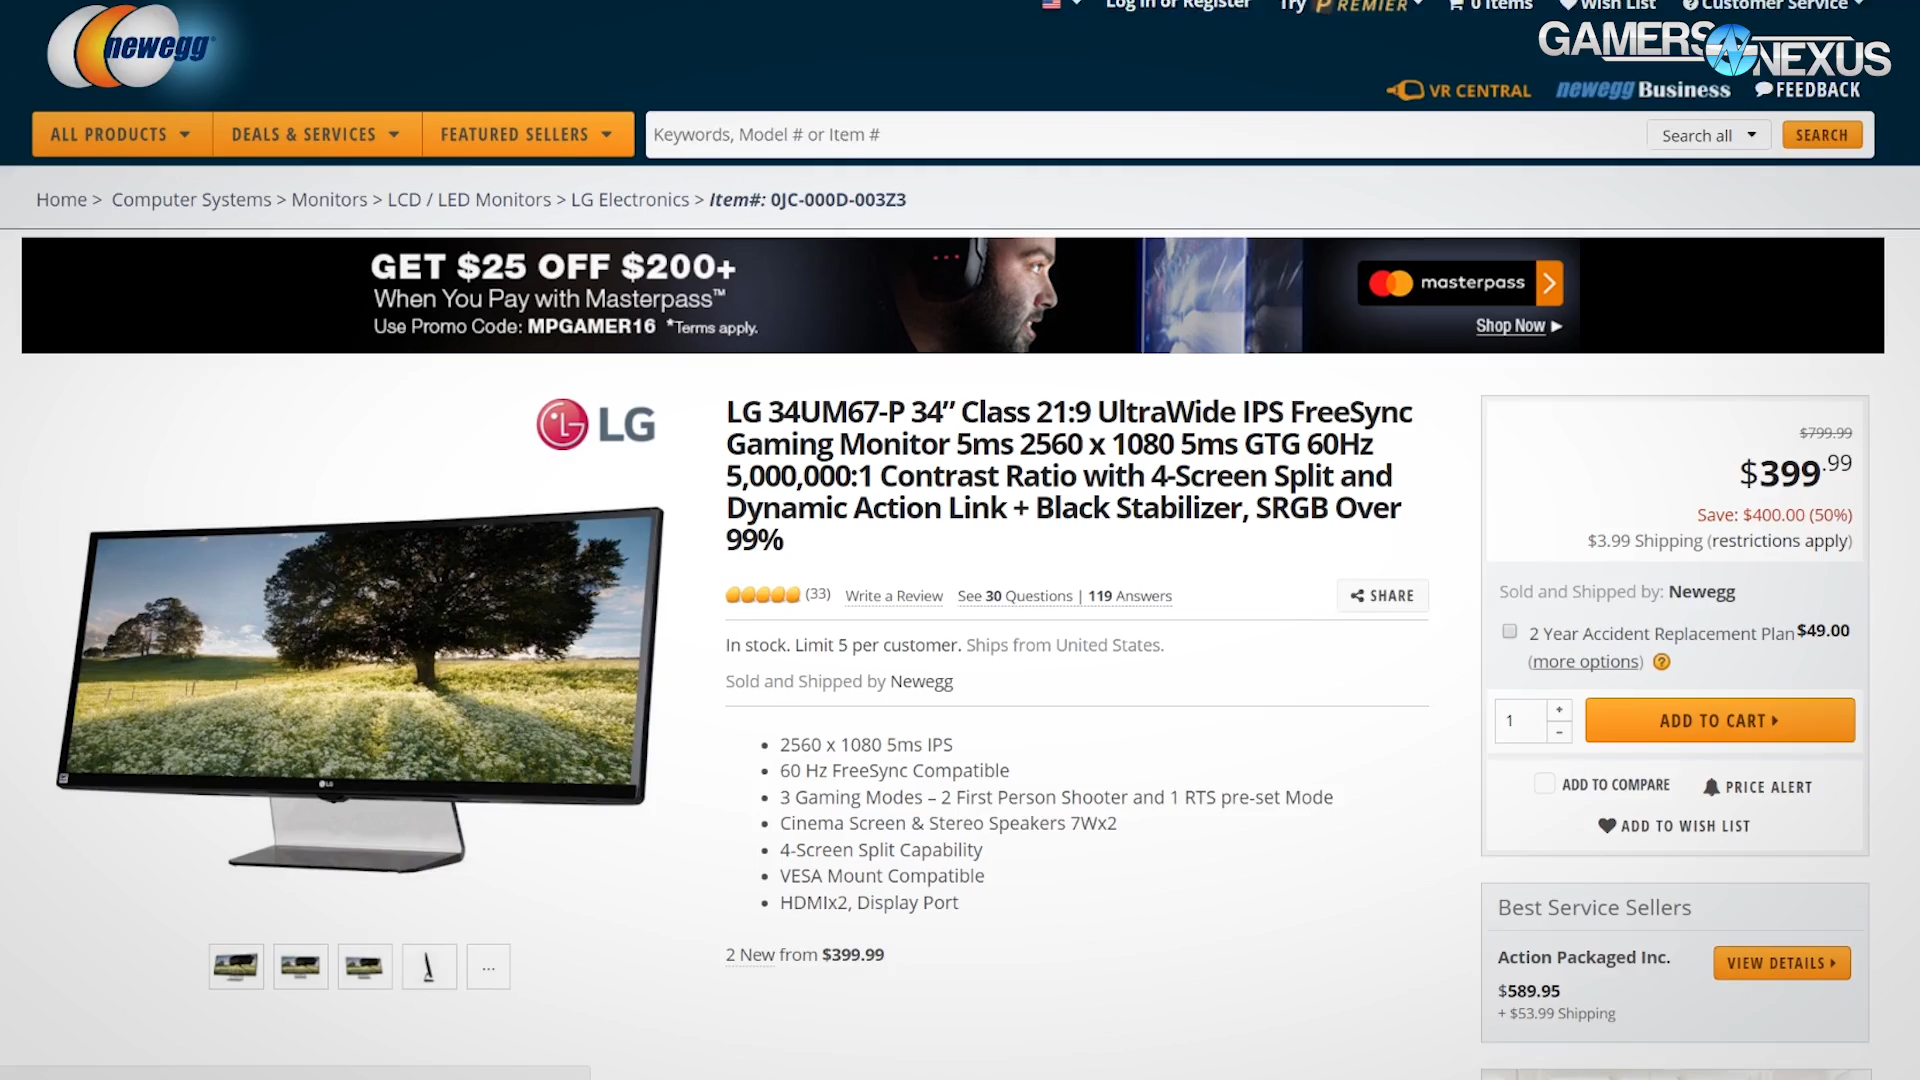 Log in or Register
Try PREMIER
0 Items
Wish List
Customer Service
newegg
GAMERS NEXUS
VR CENTRAL
newegg Business
FEEDBACK
ALL PRODUCTS
DEALS & SERVICES
FEATURED SELLERS
Keywords, Model # or Item #
Search all
SEARCH
Home > Computer Systems > Monitors > LCD / LED Monitors > LG Electronics > Item#: 0JC-000D-003Z3
GET $25 OFF $200+
When You Pay with Masterpass™
Use Promo Code: MPGAMER16 *Terms apply.
masterpass
Shop Now
LG
LG 34UM67-P 34” Class 21:9 UltraWide IPS FreeSync
Gaming Monitor 5ms 2560 x 1080 5ms GTG 60Hz
5,000,000:1 Contrast Ratio with 4-Screen Split and
Dynamic Action Link + Black Stabilizer, SRGB Over
99%
(33) Write a Review See 30 Questions | 119 Answers
SHARE
In stock. Limit 5 per customer. Ships from United States.
Sold and Shipped by Newegg
• 2560 x 1080 5ms IPS
• 60 Hz FreeSync Compatible
• 3 Gaming Modes – 2 First Person Shooter and 1 RTS pre-set Mode
• Cinema Screen & Stereo Speakers 7Wx2
• 4-Screen Split Capability
• VESA Mount Compatible
• HDMIx2, Display Port
2 New from $399.99
LG
...
$799.99
$399.99
Save: $400.00 (50%)
$3.99 Shipping (restrictions apply)
Sold and Shipped by: Newegg
2 Year Accident Replacement Plan $49.00
(more options) ?
1
+
-
ADD TO CART
ADD TO COMPARE
PRICE ALERT
ADD TO WISH LIST
Best Service Sellers
Action Packaged Inc.
VIEW DETAILS
$589.95
+ $53.99 Shipping